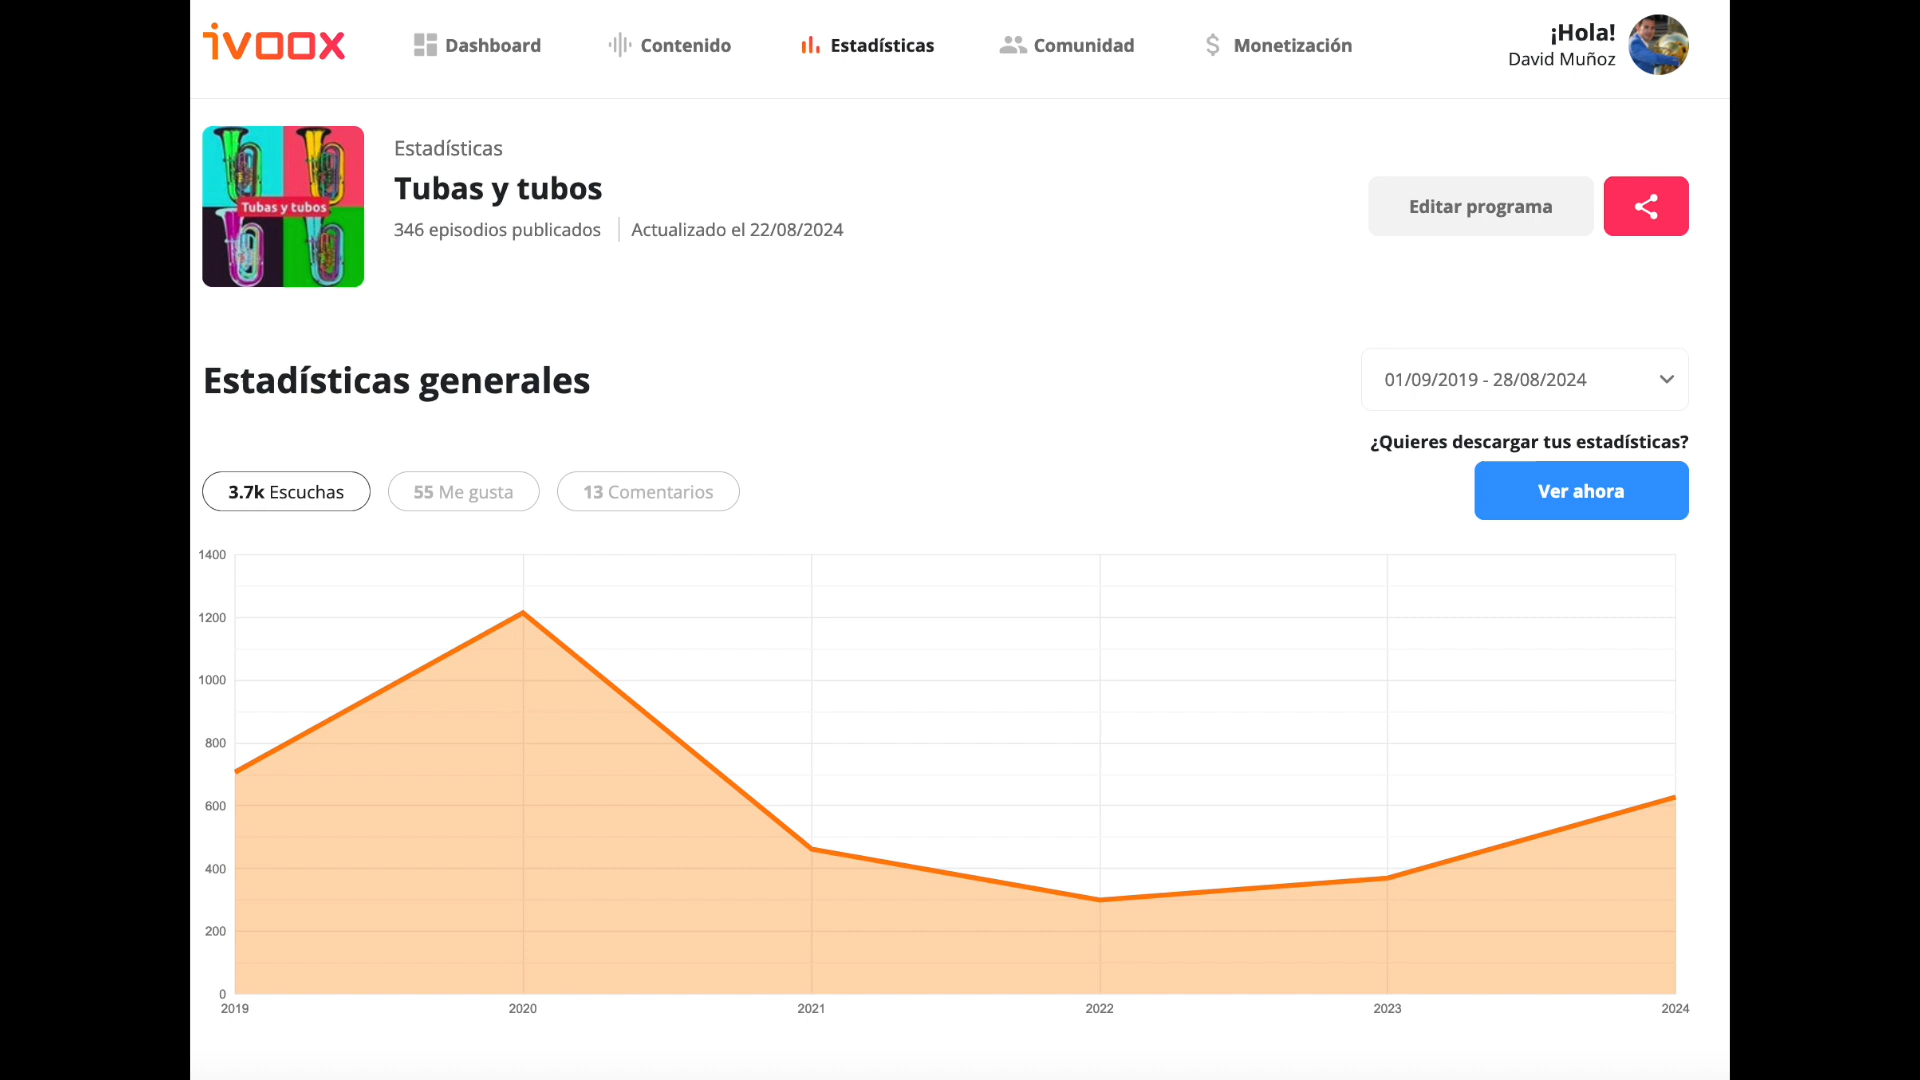 ivoox
Dashboard
Contenido
Estadísticas
Comunidad
Monetización
¡Hola!
David Muñoz
Tubas y tubos
Estadísticas
Tubas y tubos
346 episodios publicados
Actualizado el 22/08/2024
Editar programa
Estadísticas generales
01/09/2019 - 28/08/2024
¿Quieres descargar tus estadísticas?
3.7k Escuchas
55 Me gusta
13 Comentarios
Ver ahora
1400
1200
1000
800
600
400
200
0
2019
2020
2021
2022
2023
2024